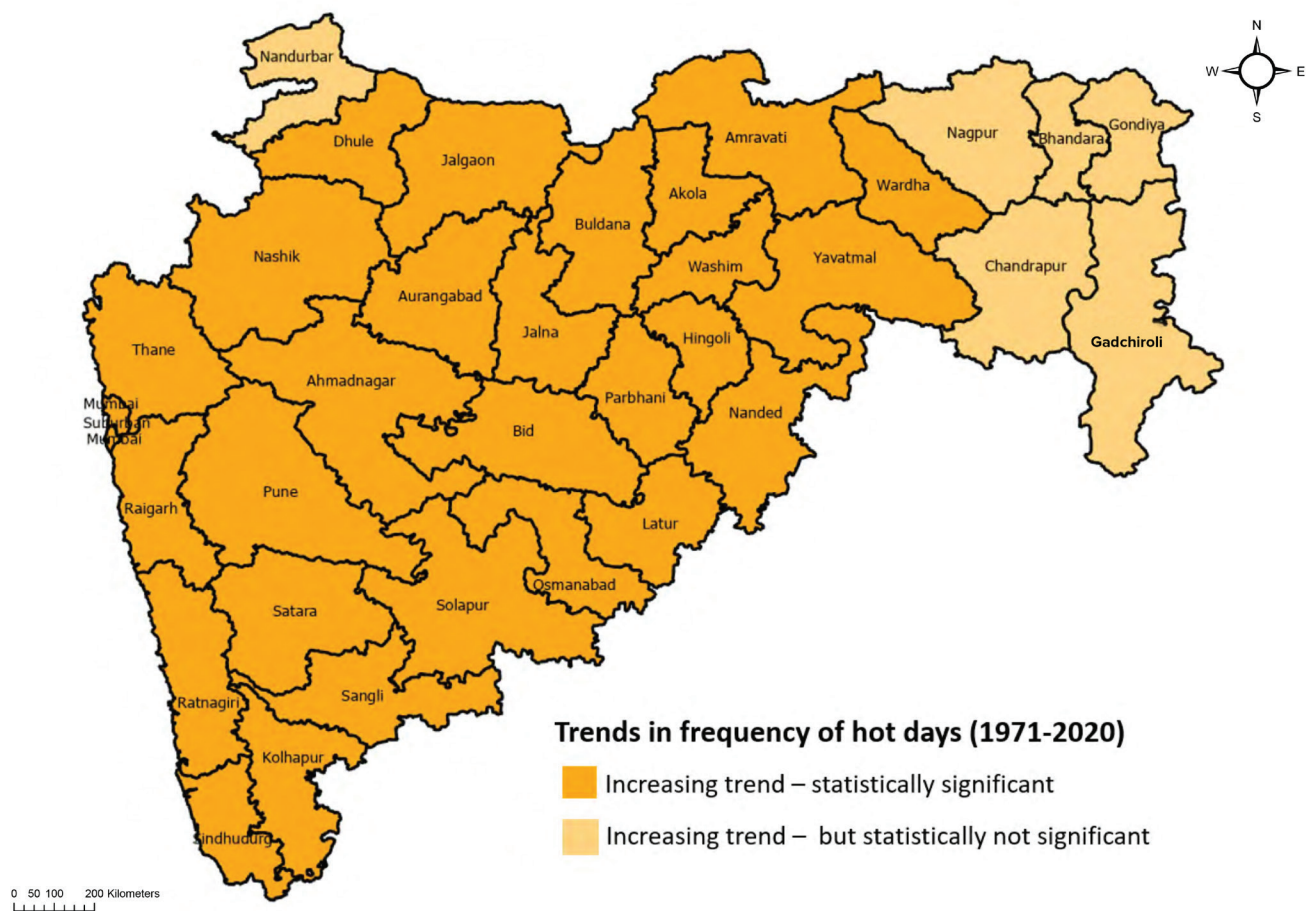 N
W E
S
Nandurbar
Dhule
Jalgaon
Amravati
Nagpur
Bhandara
Gondiya
Akola
Wardha
Buldana
Nashik
Washim
Yavatmal
Chandrapur
Aurangabad
Jalna
Hingoli
Gadchiroli
Thane
Ahmadnagar
Parbhani
Nanded
Mumbai
Suburban
Mumbai
Bid
Pune
Raigarh
Latur
Osmanabad
Satara
Solapur
Sangli
Ratnagiri
Kolhapur
Sindhudurg
Trends in frequency of hot days (1971-2020)
Increasing trend – statistically significant
Increasing trend – but statistically not significant
0 50 100 200 Kilometers